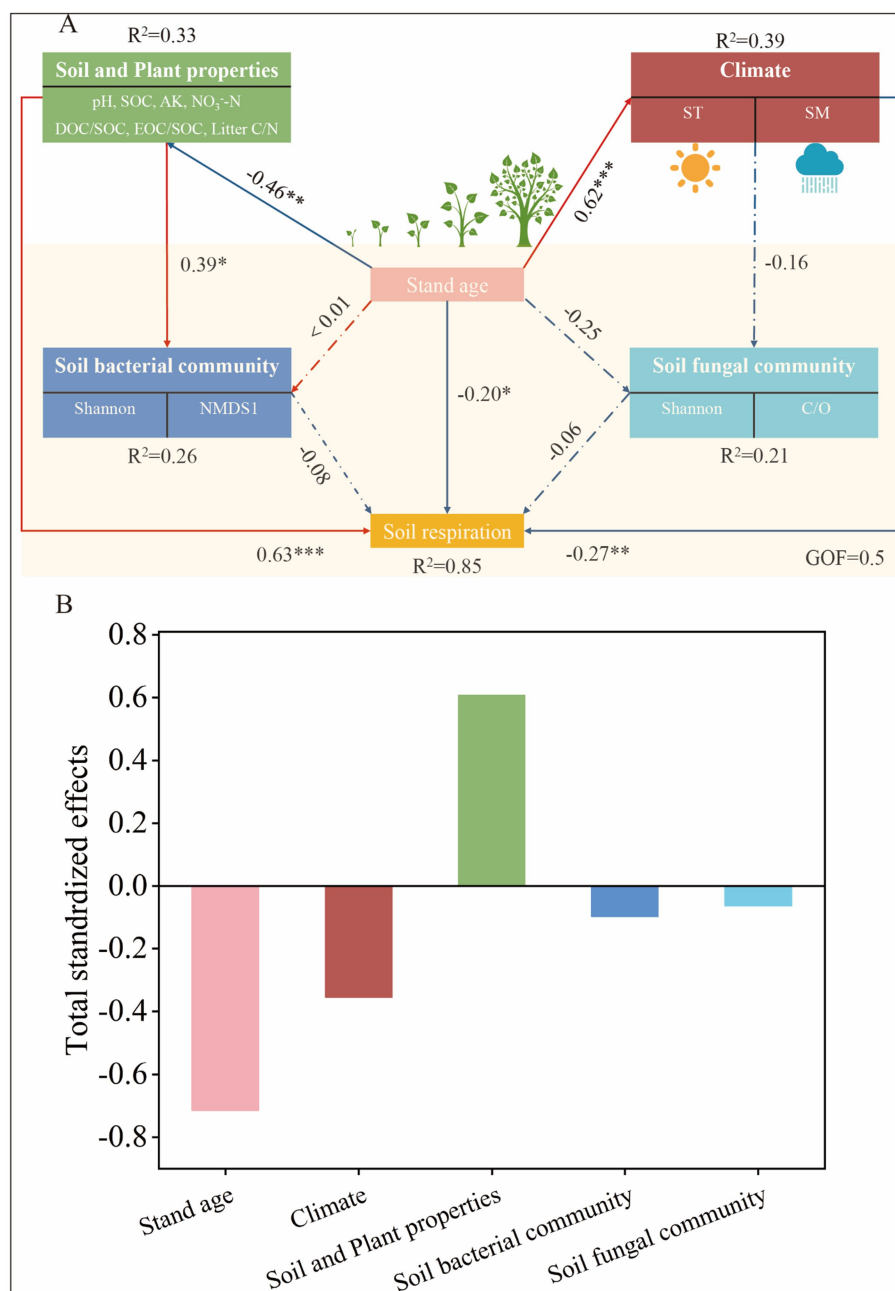 A
R²=0.33
Soil and Plant properties
pH, SOC, AK, NO₃⁻-N
DOC/SOC, EOC/SOC, Litter C/N
R²=0.39
Climate
ST
SM
-0.46**
0.62***
0.39*
-0.16
Stand age
< 0.01
-0.25
Soil bacterial community
Shannon
NMDS1
R²=0.26
-0.20*
Soil fungal community
Shannon
C/O
R²=0.21
-0.08
-0.06
Soil respiration
0.63***
R²=0.85
-0.27**
GOF=0.5
B
Total standrdized effects
0.8
0.6
0.4
0.2
0.0
-0.2
-0.4
-0.6
-0.8
Stand age
Climate
Soil and Plant properties
Soil bacterial community
Soil fungal community